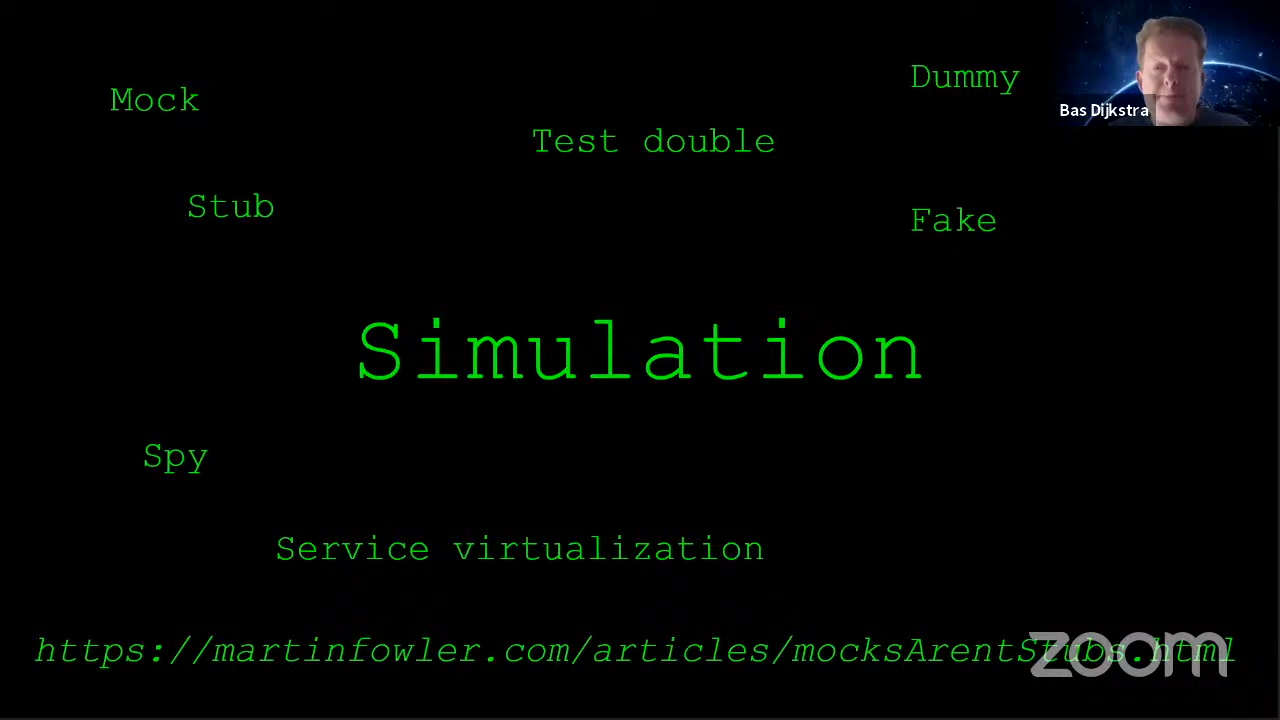 Mock
Dummy
Bas Dijkstra
Test double
Stub
Fake
Simulation
Spy
Service virtualization
https://martinfowler.com/articles/mocksArentStubs.html
zoom